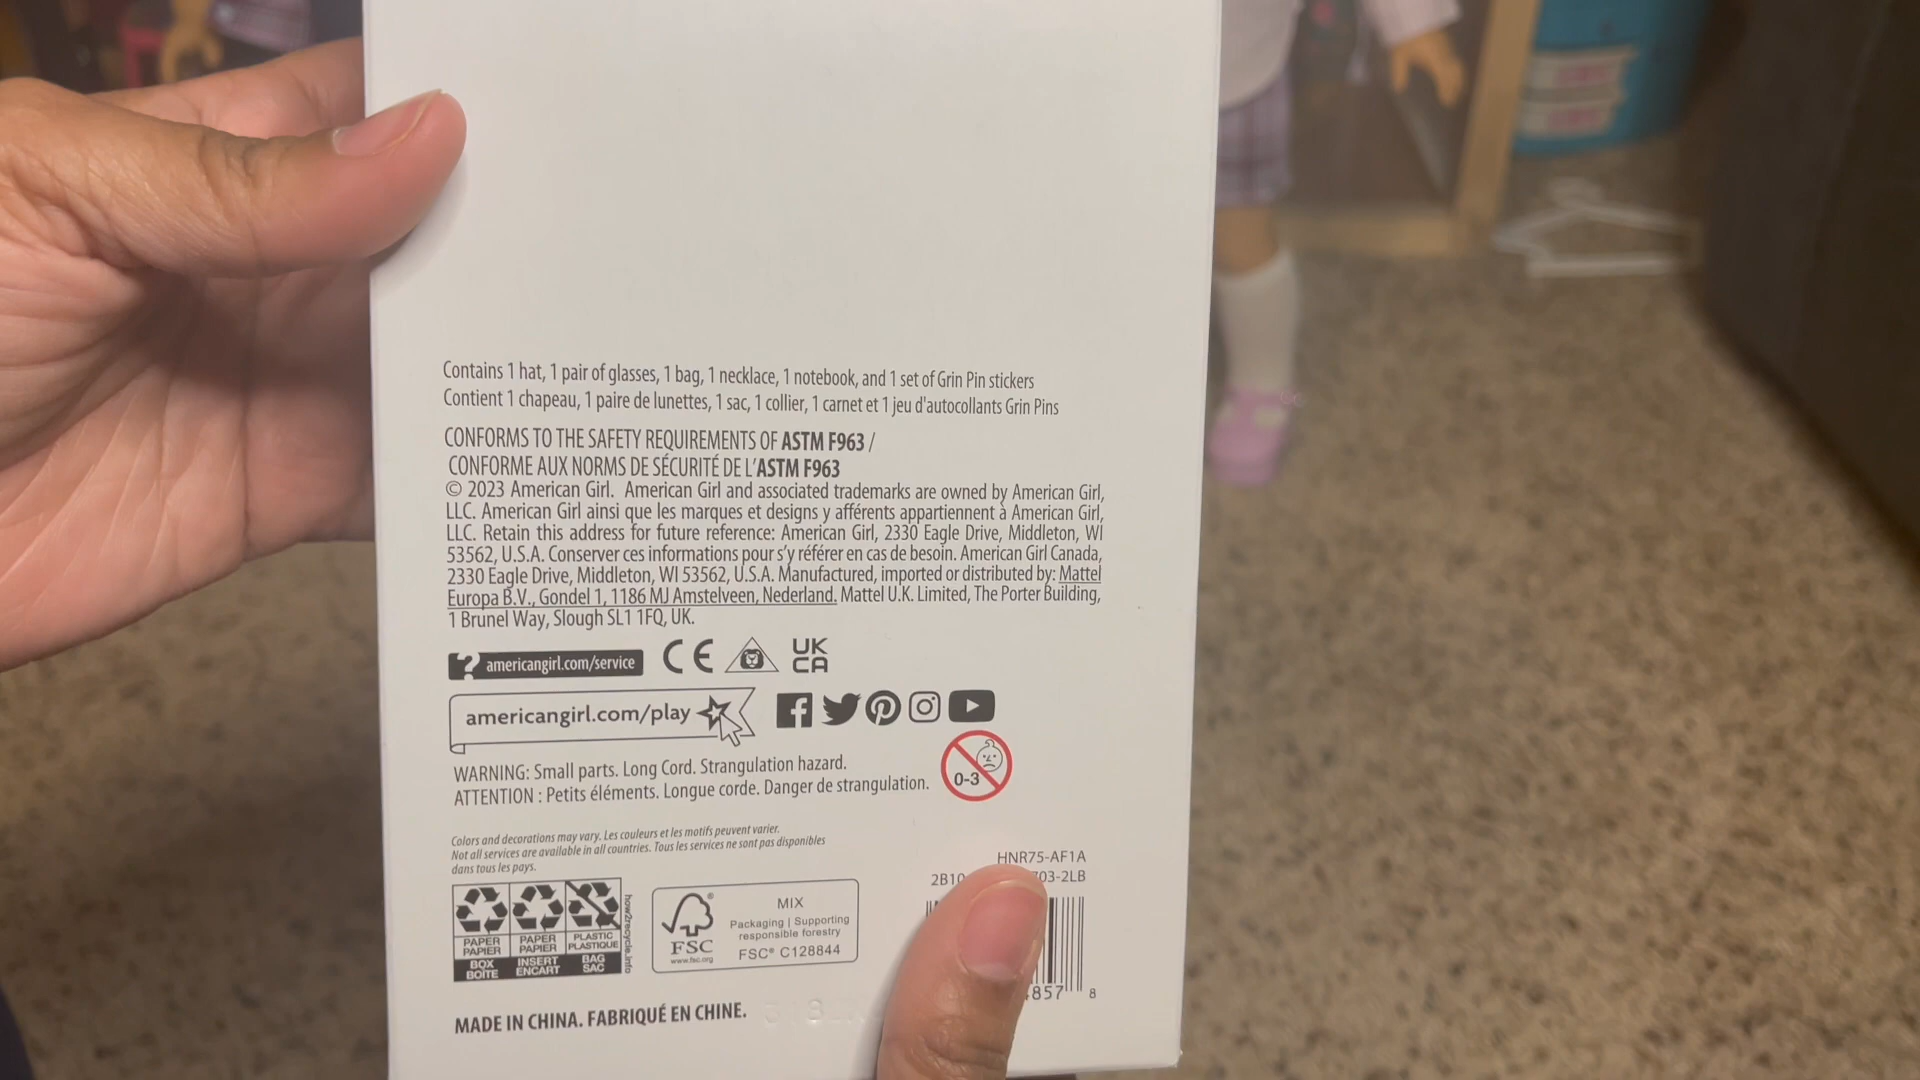 Contains 1 hat, 1 pair of glasses, 1 bag, 1 necklace, 1 notebook, and 1 set of Grin Pin stickers
Contient 1 chapeau, 1 paire de lunettes, 1 sac, 1 collier, 1 carnet et 1 jeu d'autocollants Grin Pins
CONFORMS TO THE SAFETY REQUIREMENTS OF ASTM F963 /
CONFORME AUX NORMS DE SÉCURITÉ DE L'ASTM F963
© 2023 American Girl. American Girl and associated trademarks are owned by American Girl,
LLC. American Girl ainsi que les marques et designs y afférents appartiennent à American Girl,
LLC. Retain this address for future reference: American Girl, 2330 Eagle Drive, Middleton, WI
53562, U.S.A. Conserver ces informations pour s'y référer en cas de besoin. American Girl Canada,
2330 Eagle Drive, Middleton, WI 53562, U.S.A. Manufactured, imported or distributed by: Mattel
Europa B.V., Gondel 1, 1186 MJ Amstelveen, Nederland. Mattel U.K. Limited, The Porter Building,
1 Brunel Way, Slough SL1 1FQ, UK.
? americangirl.com/service CE UK
CA
americangirl.com/play
WARNING: Small parts. Long Cord. Strangulation hazard.
ATTENTION : Petits éléments. Longue corde. Danger de strangulation.
0-3
Colors and decorations may vary. Les couleurs et les motifs peuvent varier.
Not all services are available in all countries. Tous les services ne sont pas disponibles
dans tous les pays.
HNR75-AF1A
2B10 703-2LB
PAPER PAPIER BOX BOÎTE
PAPER PAPIER INSERT ENCART
PLASTIC PLASTIQUE BAG SAC
how2recycle.info
FSC
www.fsc.org
MIX
Packaging | Supporting
responsible forestry
FSC® C128844
857 8
MADE IN CHINA. FABRIQUÉ EN CHINE.